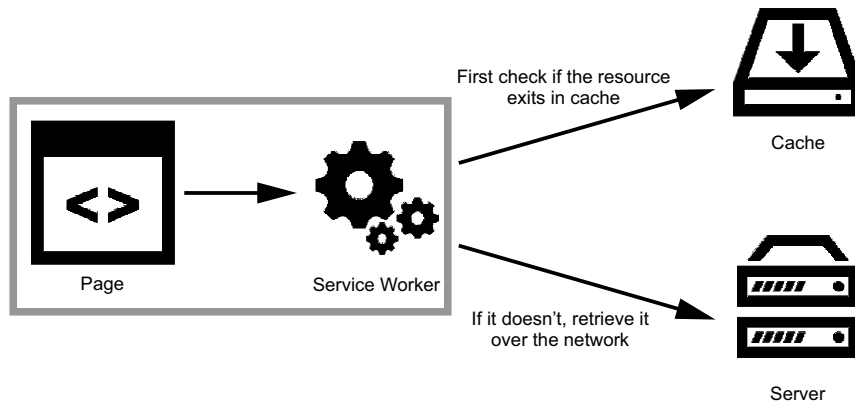 First check if the resource
exits in cache
Cache
<>
Page
Service Worker
If it doesn't, retrieve it
over the network
Server